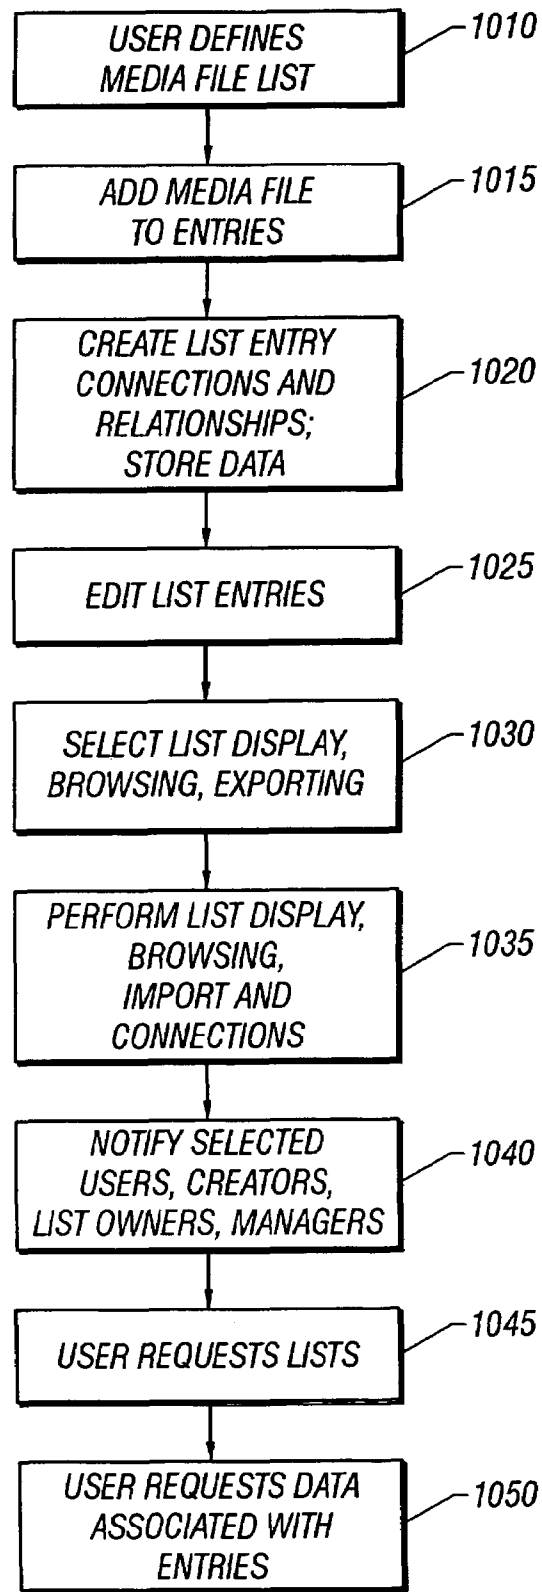 USER DEFINES
MEDIA FILE LIST
1010
ADD MEDIA FILE
TO ENTRIES
1015
CREATE LIST ENTRY
CONNECTIONS AND
RELATIONSHIPS;
STORE DATA
1020
EDIT LIST ENTRIES
1025
SELECT LIST DISPLAY,
BROWSING, EXPORTING
1030
PERFORM LIST DISPLAY,
BROWSING,
IMPORT AND
CONNECTIONS
1035
NOTIFY SELECTED
USERS, CREATORS,
LIST OWNERS, MANAGERS
1040
USER REQUESTS LISTS
1045
USER REQUESTS DATA
ASSOCIATED WITH
ENTRIES
1050